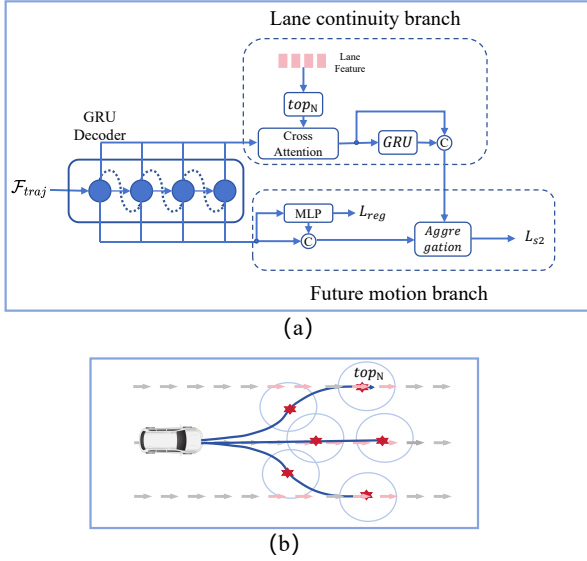 Lane continuity branch
Lane
Feature
top_N
GRU
Decoder
Cross
Attention
GRU
C
F_traj
MLP
L_reg
C
Aggre
gation
L_s2
Future motion branch
(a)
top_N
(b)